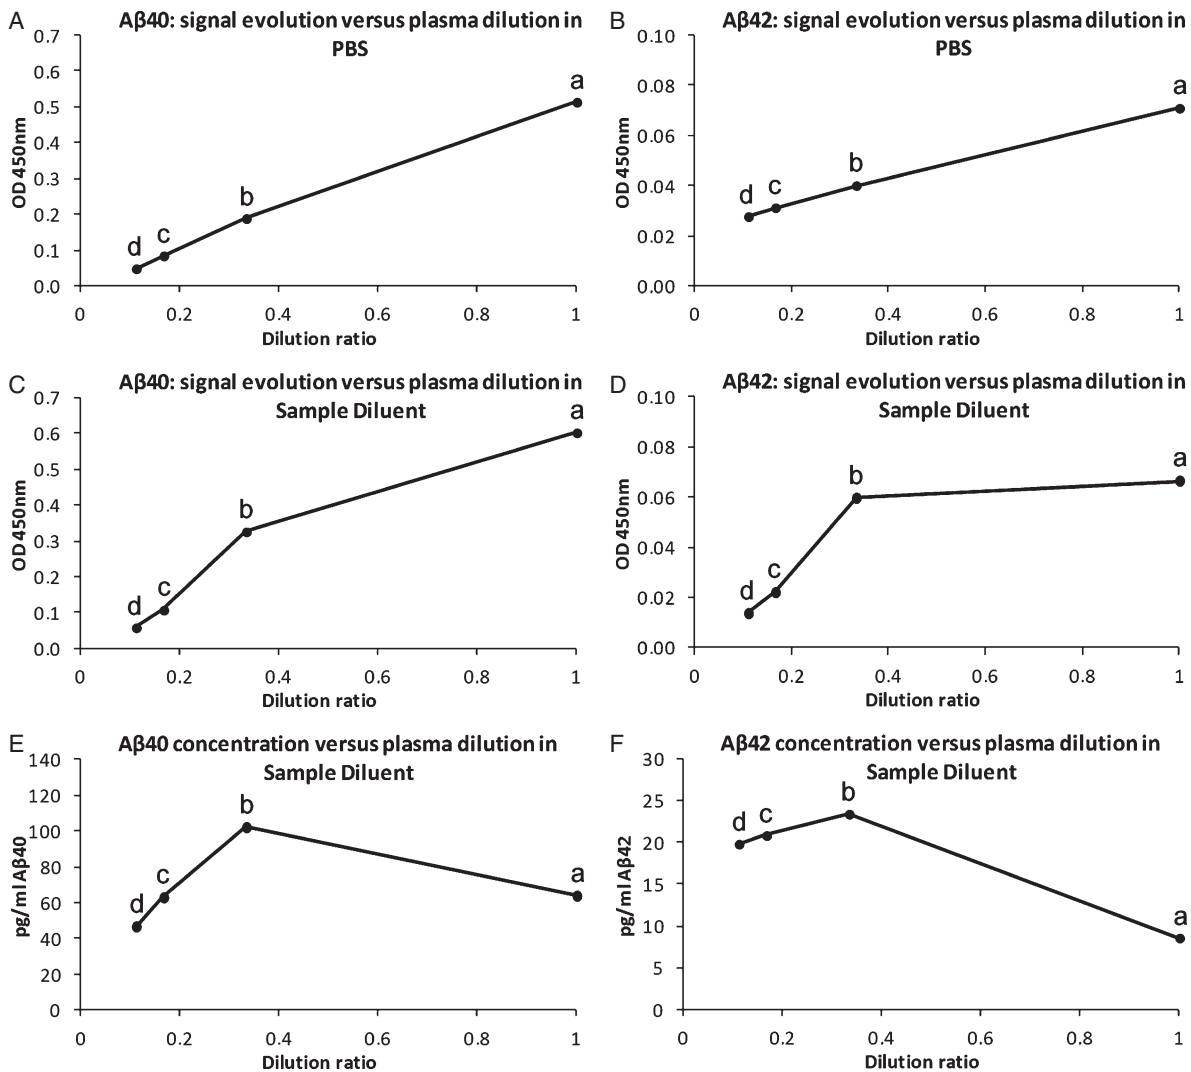 A
Aβ40: signal evolution versus plasma dilution in
PBS
0.7
0.6
0.5
0.4
0.3
0.2
0.1
0.0
OD 450nm
d
c
b
a
0
0.2
0.4
0.6
0.8
1
Dilution ratio
B
Aβ42: signal evolution versus plasma dilution in
PBS
0.10
0.08
0.06
0.04
0.02
0.00
OD 450nm
d
c
b
a
0
0.2
0.4
0.6
0.8
1
Dilution ratio
C
Aβ40: signal evolution versus plasma dilution in
Sample Diluent
0.7
0.6
0.5
0.4
0.3
0.2
0.1
0.0
OD 450nm
d
c
b
a
0
0.2
0.4
0.6
0.8
1
Dilution ratio
D
Aβ42: signal evolution versus plasma dilution in
Sample Diluent
0.10
0.08
0.06
0.04
0.02
0.00
OD 450nm
d
c
b
a
0
0.2
0.4
0.6
0.8
1
Dilution ratio
E
Aβ40 concentration versus plasma dilution in
Sample Diluent
140
120
100
80
60
40
20
0
pg/ml Aβ40
d
c
b
a
0
0.2
0.4
0.6
0.8
1
Dilution ratio
F
Aβ42 concentration versus plasma dilution in
Sample Diluent
30
25
20
15
10
5
0
pg/ml Aβ42
d
c
b
a
0
0.2
0.4
0.6
0.8
1
Dilution ratio